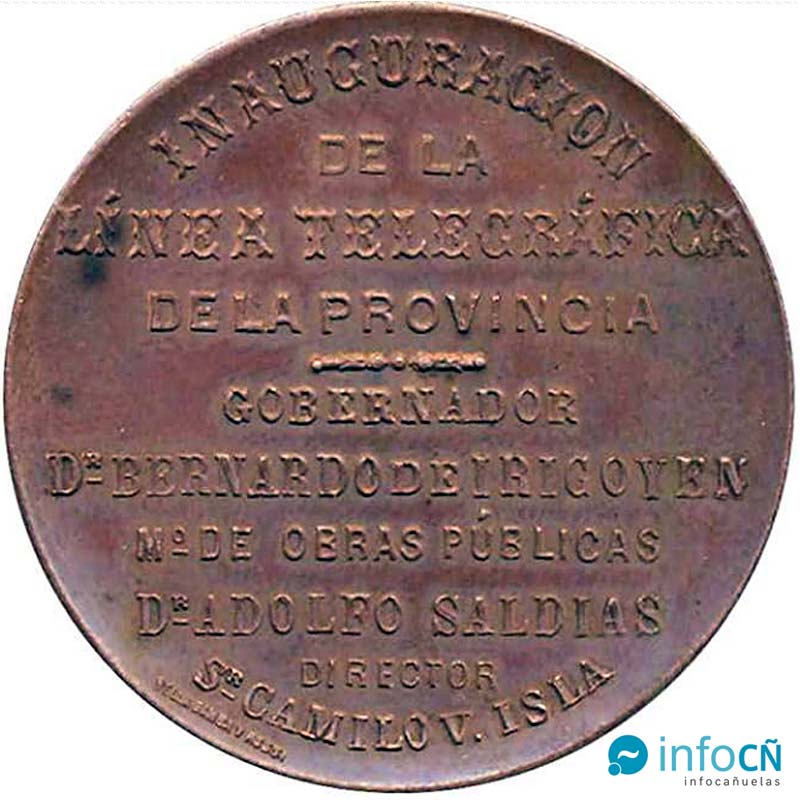 INAUGURACION
DE LA
LÍNEA TELEGRÁFICA
DE LA PROVINCIA
GOBERNADOR
Dr. BERNARDO DE IRIGOYEN
Mo. DE OBRAS PÚBLICAS
Dr. ADOLFO SALDIAS
DIRECTOR
Sor. CAMILO V. ISLA
infoCÑ
infocañuelas